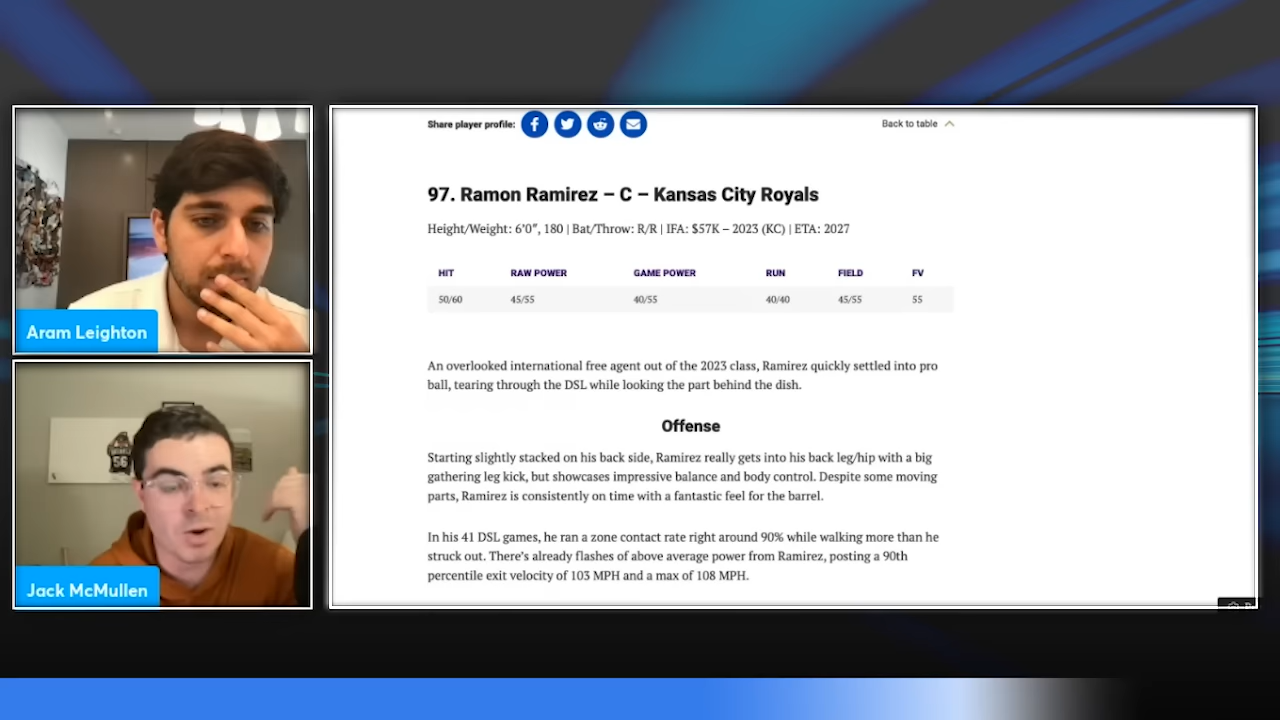 Share player profile:
Back to table
97. Ramon Ramirez – C – Kansas City Royals
Height/Weight: 6'0", 180 | Bat/Throw: R/R | IFA: $57K – 2023 (KC) | ETA: 2027
HIT RAW POWER GAME POWER RUN FIELD FV
50/60 45/55 40/55 40/40 45/55 55
An overlooked international free agent out of the 2023 class, Ramirez quickly settled into pro
ball, tearing through the DSL while looking the part behind the dish.
Offense
Starting slightly stacked on his back side, Ramirez really gets into his back leg/hip with a big
gathering leg kick, but showcases impressive balance and body control. Despite some moving
parts, Ramirez is consistently on time with a fantastic feel for the barrel.
In his 41 DSL games, he ran a zone contact rate right around 90% while walking more than he
struck out. There's already flashes of above average power from Ramirez, posting a 90th
percentile exit velocity of 103 MPH and a max of 108 MPH.
Aram Leighton
56
Jack McMullen